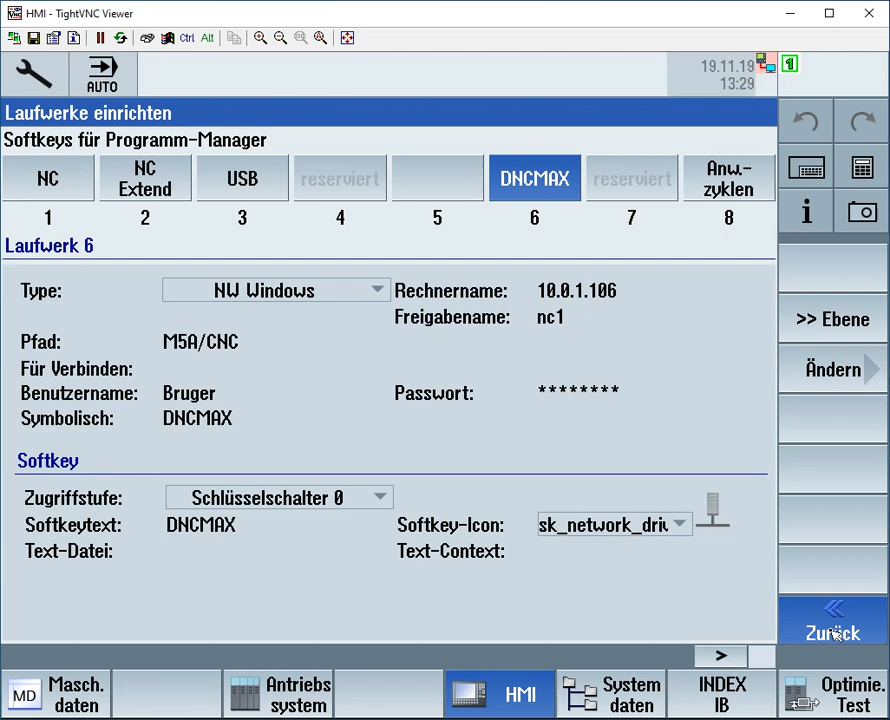 HMI - TightVNC Viewer
Ctrl Alt
AUTO
19.11.19
13:29
1
Laufwerke einrichten
Softkeys für Programm-Manager
NC
NC
Extend
USB
reserviert
DNCMAX
reserviert
Anw.-
zyklen
1 2 3 4 5 6 7 8
Laufwerk 6
Type: NW Windows Rechnername: 10.0.1.106
Freigabename: nc1
Pfad: M5A/CNC
Für Verbinden:
Benutzername: Bruger Passwort: ********
Symbolisch: DNCMAX
Softkey
Zugriffstufe: Schlüsselschalter 0
Softkeytext: DNCMAX Softkey-Icon: sk_network_driv
Text-Datei: Text-Context:
i
>> Ebene
Ändern
Zurück
>
MD
Masch.
daten
Antriebs
system
HMI
System
daten
INDEX
IB
Optimie.
Test